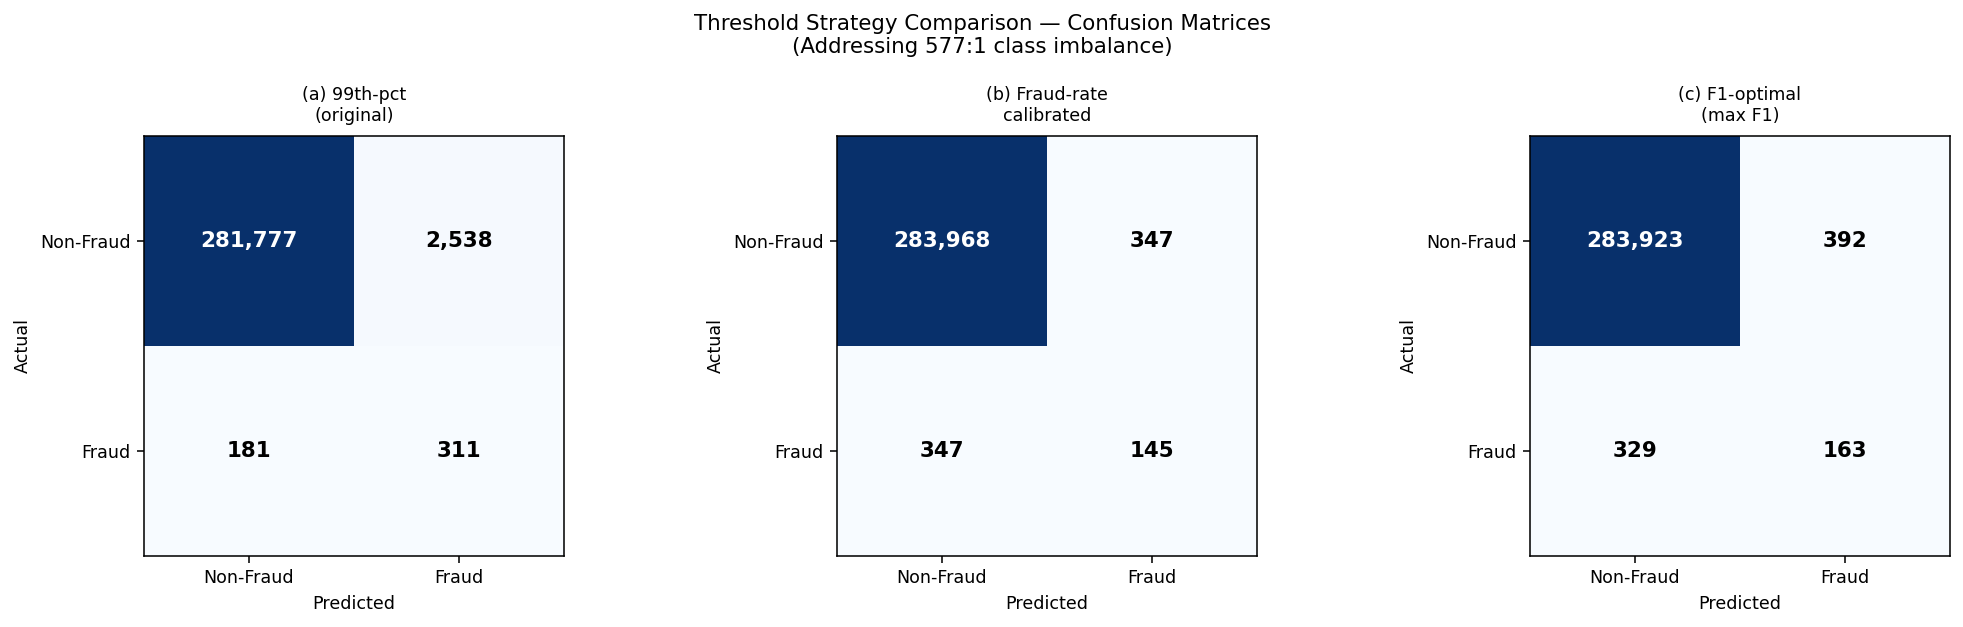 Threshold Strategy Comparison — Confusion Matrices
(Addressing 577:1 class imbalance)
(a) 99th-pct
(original)
Actual
Non-Fraud
281,777
2,538
Fraud
181
311
Non-Fraud
Fraud
Predicted
(b) Fraud-rate
calibrated
Actual
Non-Fraud
283,968
347
Fraud
347
145
Non-Fraud
Fraud
Predicted
(c) F1-optimal
(max F1)
Actual
Non-Fraud
283,923
392
Fraud
329
163
Non-Fraud
Fraud
Predicted